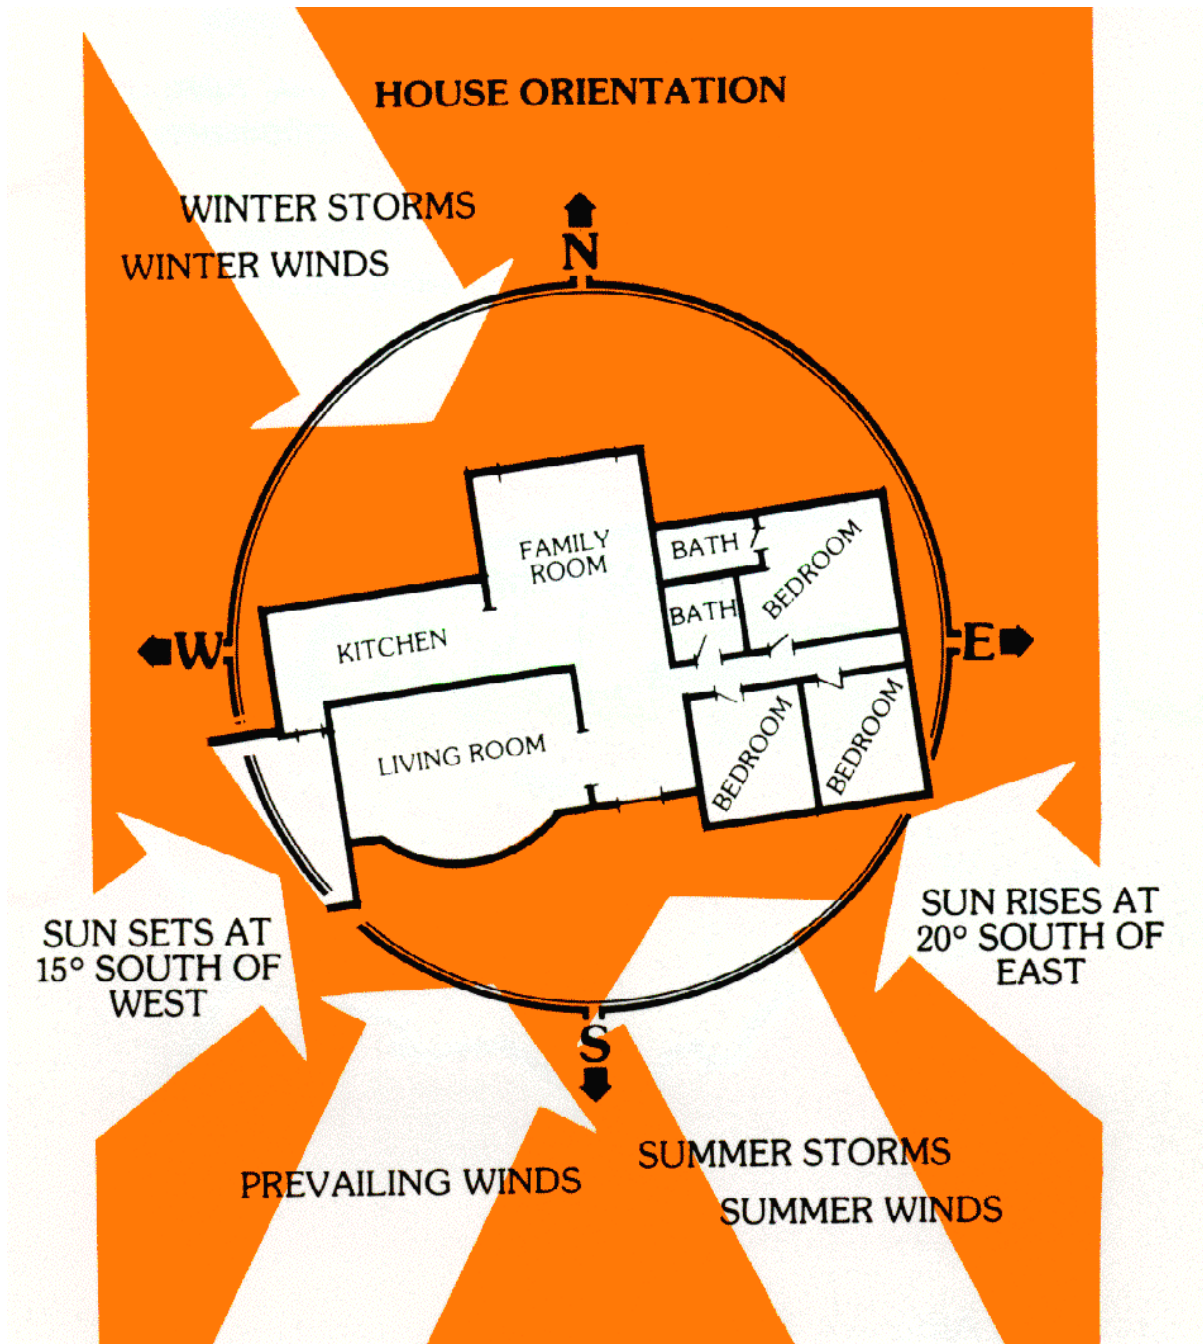 HOUSE ORIENTATION
WINTER STORMS
WINTER WINDS
N
FAMILY
ROOM
BATH
BEDROOM
BATH
KITCHEN
W
E
LIVING ROOM
BEDROOM
BEDROOM
SUN SETS AT
15° SOUTH OF
WEST
SUN RISES AT
20° SOUTH OF
EAST
S
PREVAILING WINDS
SUMMER STORMS
SUMMER WINDS